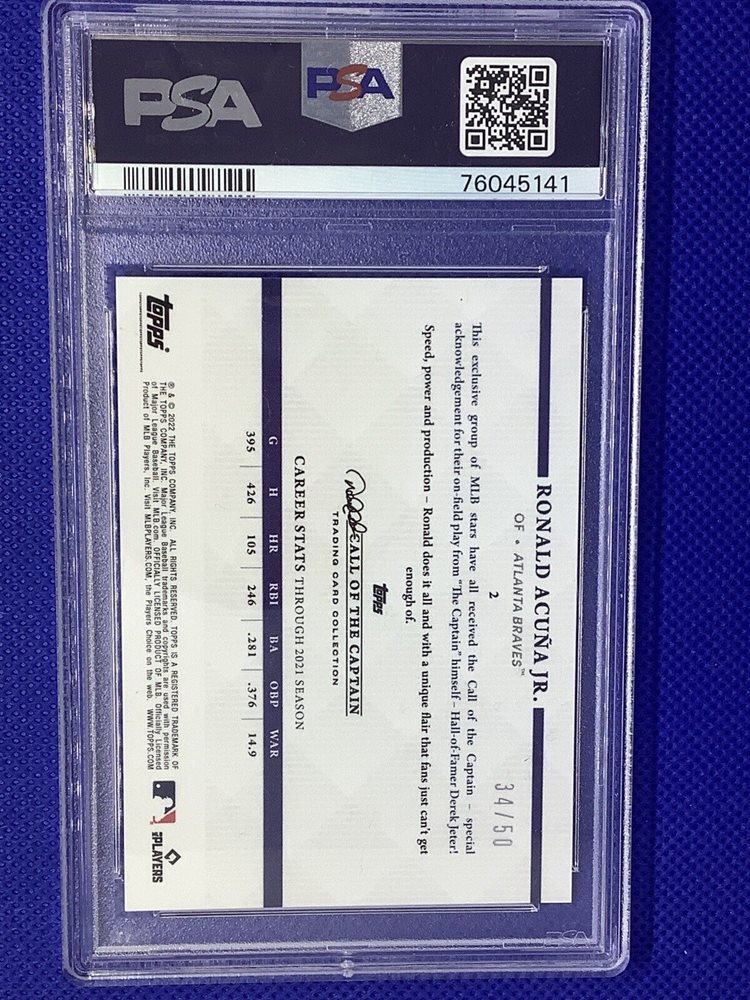 PSA
PSA
76045141
RONALD ACUÑA JR.
OF • ATLANTA BRAVES™
2
34/50
This exclusive group of MLB stars have all received the Call of the Captain – special
acknowledgement for their on-field play from "The Captain" himself – Hall-of-Famer Derek Jeter!
Speed, power and production – Ronald does it all and with a unique flair that fans just can't get
enough of.
topps
CALL OF THE CAPTAIN
TRADING CARD COLLECTION
CAREER STATS THROUGH 2021 SEASON
G H HR RBI BA OBP WAR
395 426 105 246 .281 .376 14.9
topps®
® & © 2022 THE TOPPS COMPANY, INC. ALL RIGHTS RESERVED. TOPPS IS A REGISTERED TRADEMARK OF
THE TOPPS COMPANY, INC. Major League Baseball trademarks and copyrights are used with permission
of Major League Baseball. Visit MLB.com. OFFICIALLY LICENSED PRODUCT OF MLB. Officially Licensed
Product of MLB Players, Inc. Visit MLBPLAYERS.COM, the Players Choice on the web. WWW.TOPPS.COM
PLAYERS
PSA